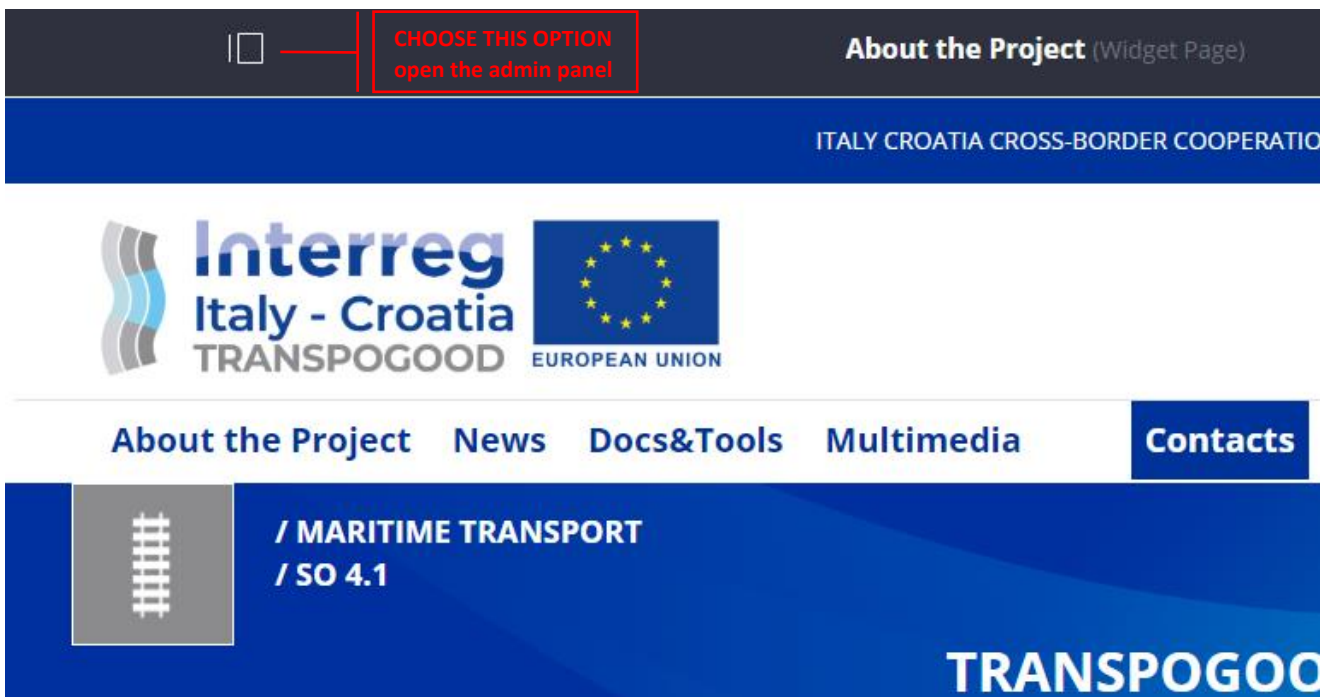 CHOOSE THIS OPTION
open the admin panel
About the Project (Widget Page)
ITALY CROATIA CROSS-BORDER COOPERATIO
Interreg
Italy - Croatia
TRANSPOGOOD
EUROPEAN UNION
About the Project News Docs&Tools Multimedia Contacts
/ MARITIME TRANSPORT
/ SO 4.1
TRANSPOGOO